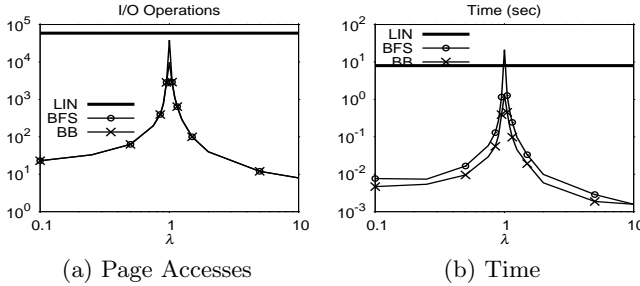 I/O Operations
10^5
10^4
10^3
10^2
10^1
10^0
LIN
BFS
BB
0.1
1
10
λ
(a) Page Accesses
Time (sec)
10^2
10^1
10^0
10^-1
10^-2
10^-3
LIN
BFS
BB
0.1
1
10
λ
(b) Time